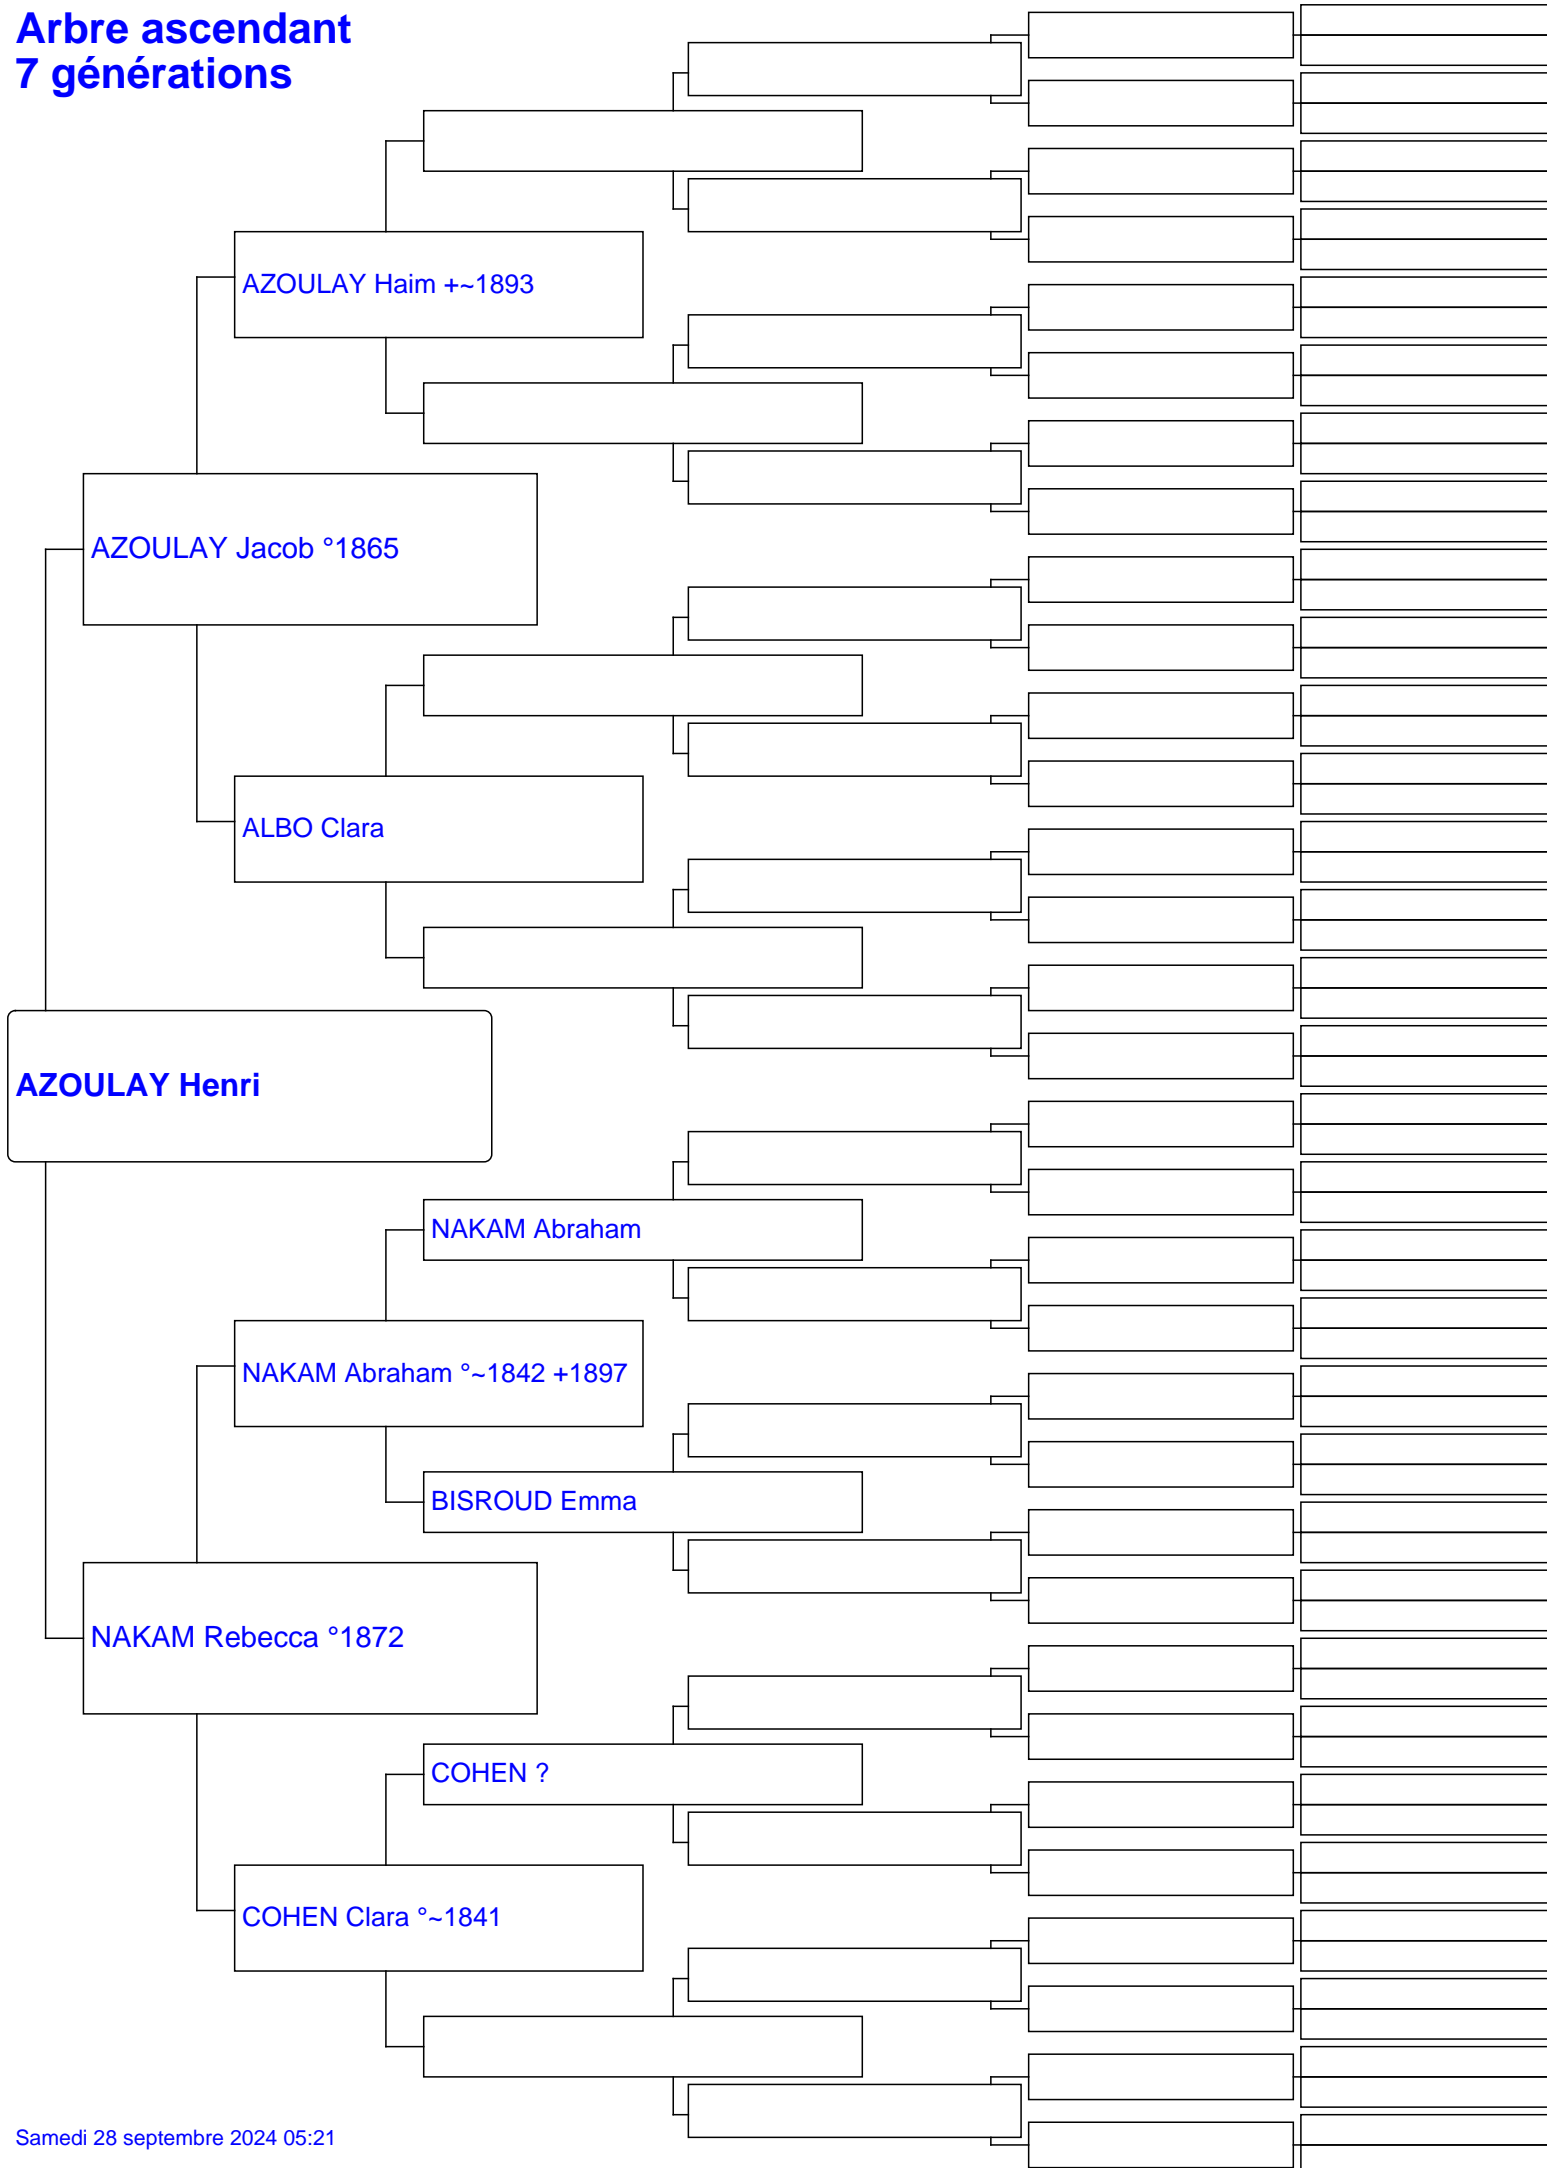 Arbre ascendant
7 générations
AZOULAY Haim +~1893
AZOULAY Jacob °1865
ALBO Clara
AZOULAY Henri
NAKAM Abraham
NAKAM Abraham °~1842 +1897
BISROUD Emma
NAKAM Rebecca °1872
COHEN ?
COHEN Clara °~1841
Samedi 28 septembre 2024 05:21